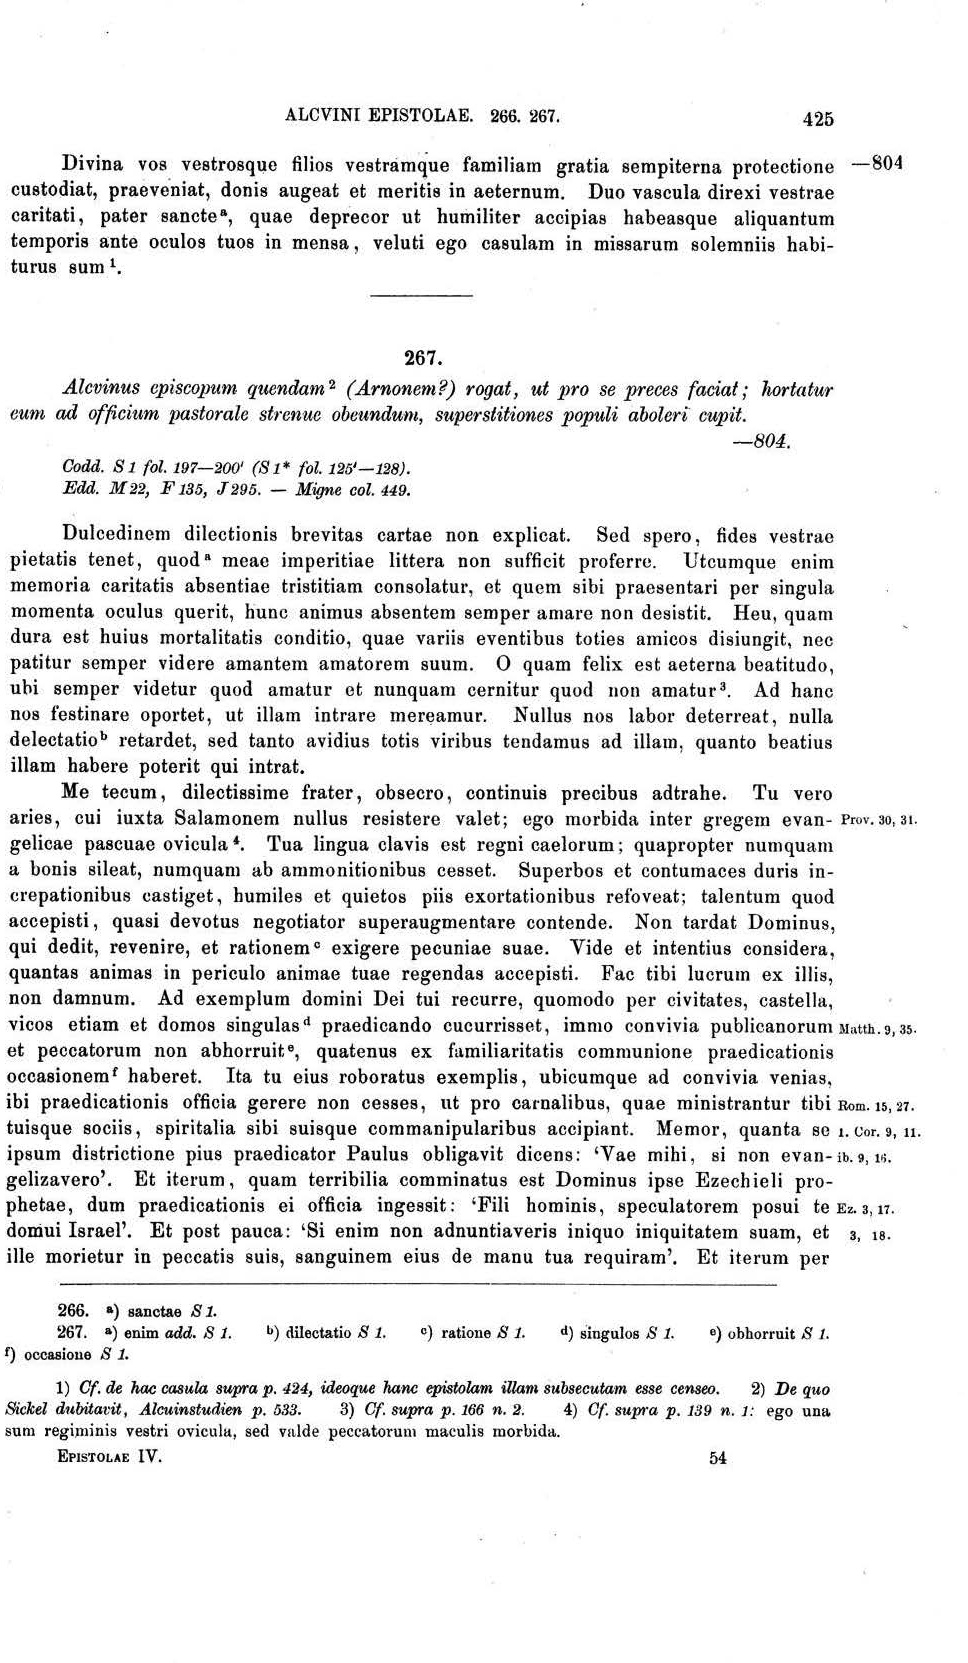 ALCVINI EPISTOLAE. 266. 267. 425
Divina vos vestrosque filios vestramque familiam gratia sempiterna protectione —804
custodiat, praeveniat, donis augeat et meritis in aeternum. Duo vascula direxi vestrae
caritati, pater sancte a, quae deprecor ut humiliter accipias habeasque aliquantum
temporis ante oculos tuos in mensa, veluti ego casulam in missarum solemniis habi-
turus sum 1.
267.
Alcvinus episcopum quendam 2 (Arnonem?) rogat, ut pro se preces faciat; hortatur
eum ad officium pastorale strenue obeundum, superstitiones populi aboleri cupit.
—804.
Codd. S 1 fol. 197—200' (S 1* fol. 125'—128).
Edd. M 22, F 135, J 295. — Migne col. 449.
Dulcedinem dilectionis brevitas cartae non explicat. Sed spero, fides vestrae
pietatis tenet, quod a meae imperitiae littera non sufficit proferre. Utcumque enim
memoria caritatis absentiae tristitiam consolatur, et quem sibi praesentari per singula
momenta oculus querit, hunc animus absentem semper amare non desistit. Heu, quam
dura est huius mortalitatis conditio, quae variis eventibus toties amicos disiungit, nec
patitur semper videre amantem amatorem suum. O quam felix est aeterna beatitudo,
ubi semper videtur quod amatur et nunquam cernitur quod non amatur 3. Ad hanc
nos festinare oportet, ut illam intrare mereamur. Nullus nos labor deterreat, nulla
delectatio b retardet, sed tanto avidius totis viribus tendamus ad illam, quanto beatius
illam habere poterit qui intrat.
Me tecum, dilectissime frater, obsecro, continuis precibus adtrahe. Tu vero
aries, cui iuxta Salamonem nullus resistere valet; ego morbida inter gregem evan- Prov. 30, 31.
gelicae pascuae ovicula 4. Tua lingua clavis est regni caelorum; quapropter numquam
a bonis sileat, numquam ab ammonitionibus cesset. Superbos et contumaces duris in-
crepationibus castiget, humiles et quietos piis exortationibus refoveat; talentum quod
accepisti, quasi devotus negotiator superaugmentare contende. Non tardat Dominus,
qui dedit, revenire, et rationem c exigere pecuniae suae. Vide et intentius considera,
quantas animas in periculo animae tuae regendas accepisti. Fac tibi lucrum ex illis,
non damnum. Ad exemplum domini Dei tui recurre, quomodo per civitates, castella,
vicos etiam et domos singulas d praedicando cucurrisset, immo convivia publicanorum Matth. 9, 35.
et peccatorum non abhorruit e, quatenus ex familiaritatis communione praedicationis
occasionem f haberet. Ita tu eius roboratus exemplis, ubicumque ad convivia venias,
ibi praedicationis officia gerere non cesses, ut pro carnalibus, quae ministrantur tibi Rom. 15, 27.
tuisque sociis, spiritalia sibi suisque commanipularibus accipiant. Memor, quanta se 1. Cor. 9, 11.
ipsum districtione pius praedicator Paulus obligavit dicens: ‘Vae mihi, si non evan- ib. 9, 16.
gelizavero’. Et iterum, quam terribilia comminatus est Dominus ipse Ezechieli pro-
phetae, dum praedicationis ei officia ingessit: ‘Fili hominis, speculatorem posui te Ez. 3, 17.
domui Israel’. Et post pauca: ‘Si enim non adnuntiaveris iniquo iniquitatem suam, et 3, 18.
ille morietur in peccatis suis, sanguinem eius de manu tua requiram’. Et iterum per
266. a) sanctae S 1.
267. a) enim add. S 1. b) dilectatio S 1. c) ratione S 1. d) singulos S 1. e) obhorruit S 1.
f) occasione S 1.
1) Cf. de hac casula supra p. 424, ideoque hanc epistolam illam subsecutam esse censeo. 2) De quo
Sickel dubitavit, Alcuinstudien p. 533. 3) Cf. supra p. 166 n. 2. 4) Cf. supra p. 139 n. 1: ego una
sum regiminis vestri ovicula, sed valde peccatorum maculis morbida.
EPISTOLAE IV. 54